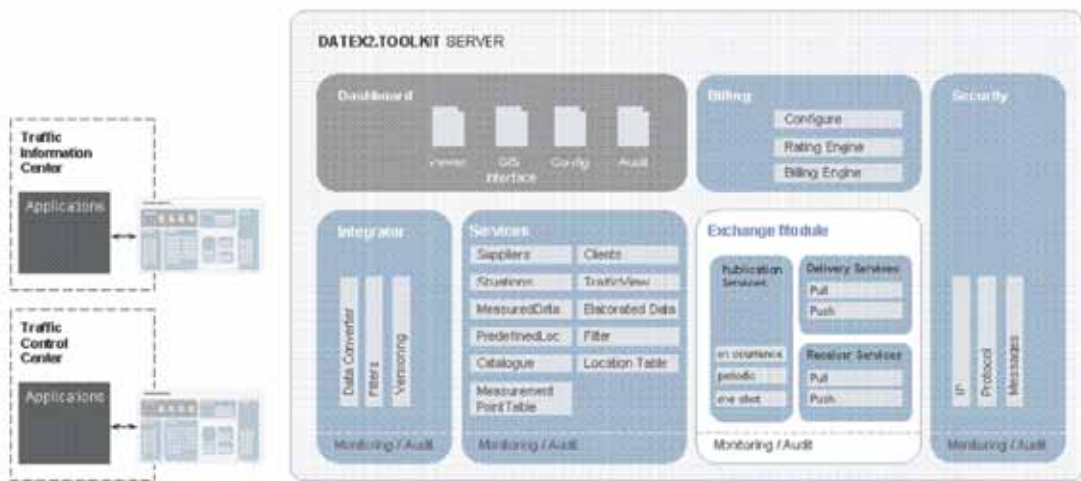 DATEX2.TOOLKIT SERVER
Traffic
Information
Center
Applications
Traffic
Control
Center
Applications
Dashboard
Viewer
GIS
Interface
Config
Audit
Billing
Configure
Rating Engine
Billing Engine
Security
IP
Protocol
Messages
Monitoring / Audit
Integrator
Data Converter
Filters
Versioning
Monitoring / Audit
Services
Suppliers
Clients
Situations
TrafficView
MeasuredData
Elaborated Data
PredefinedLoc
Filter
Catalogue
Location Table
Measurement
PointTable
Monitoring / Audit
Exchange Module
Publication
Services
on occurrence
periodic
one shot
Delivery Services
Pull
Push
Receiver Services
Pull
Push
Monitoring / Audit